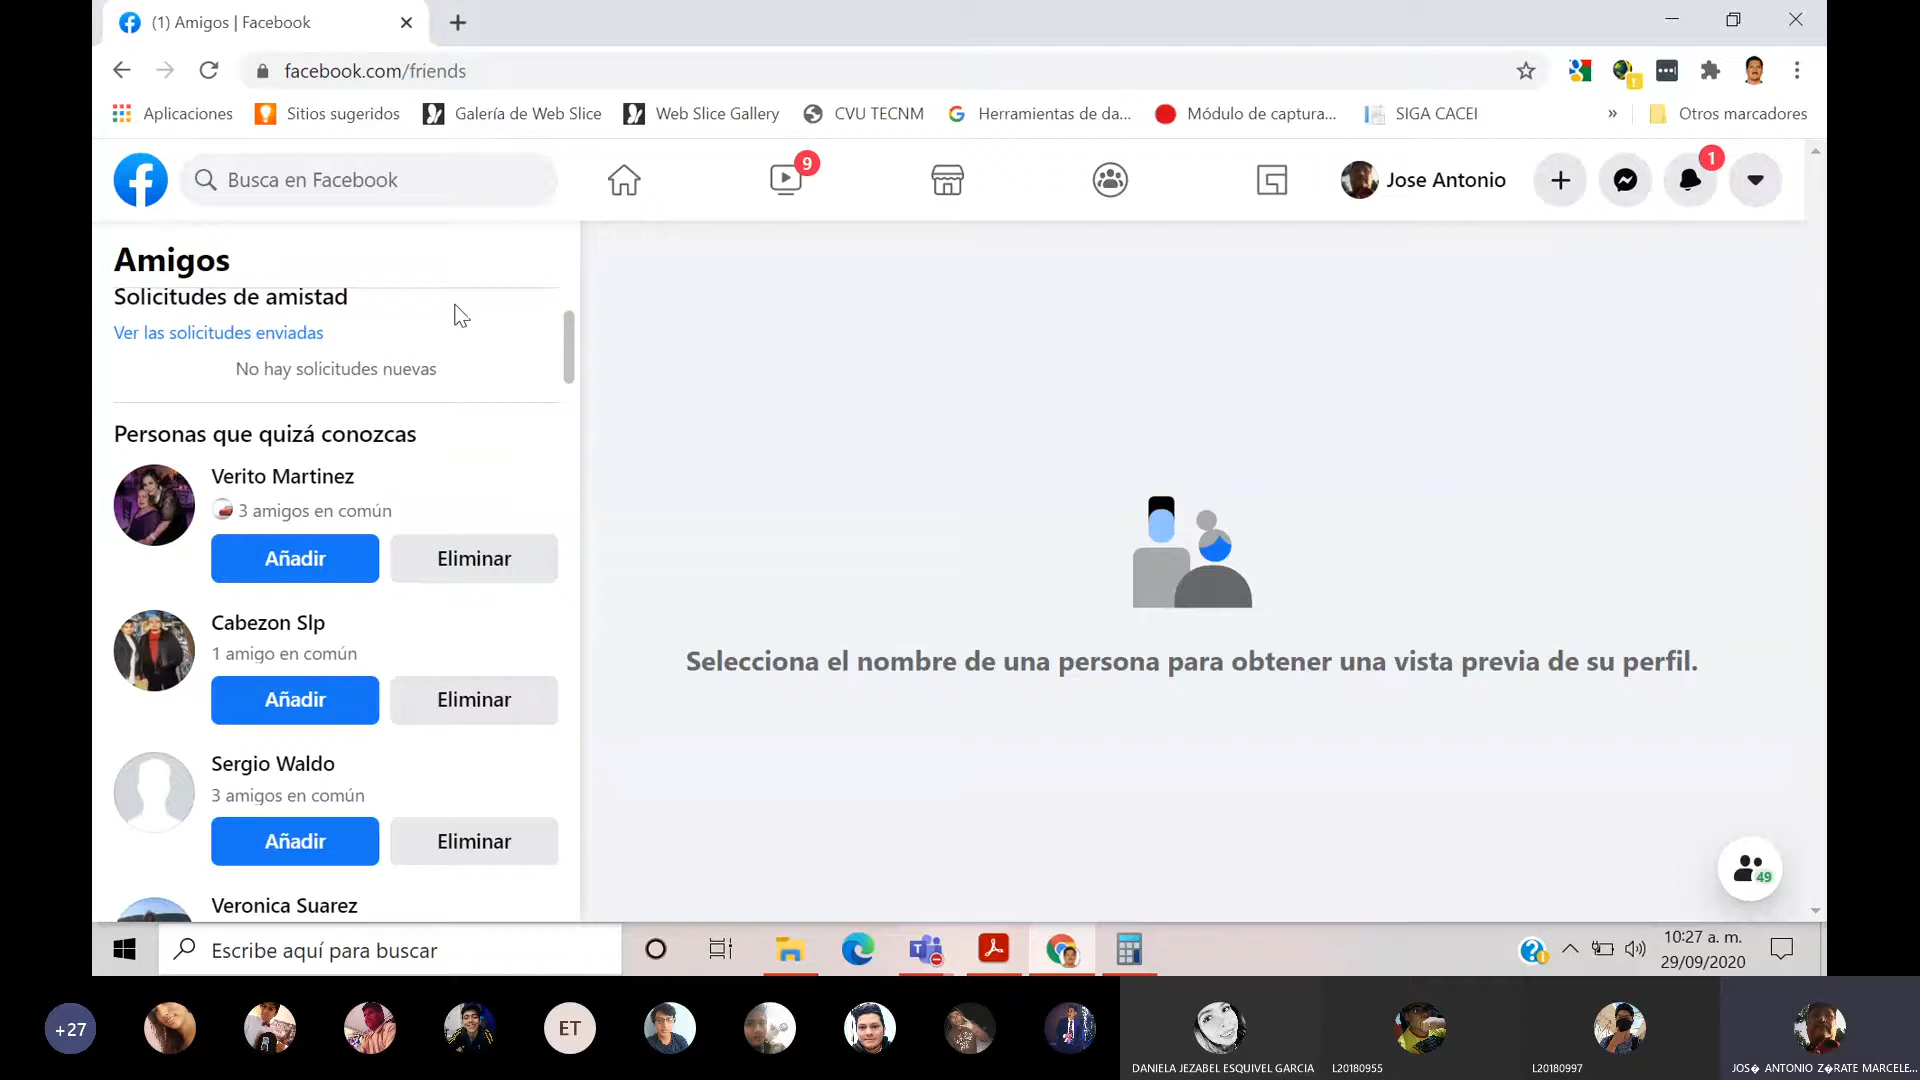 (1) Amigos | Facebook
facebook.com/friends
Aplicaciones
Sitios sugeridos
Galería de Web Slice
Web Slice Gallery
CVU TECNM
Herramientas de da...
Módulo de captura...
SIGA CACEI
»
Otros marcadores
Busca en Facebook
9
Jose Antonio
1
Amigos
Solicitudes de amistad
Ver las solicitudes enviadas
No hay solicitudes nuevas
Personas que quizá conozcas
Verito Martinez
3 amigos en común
Añadir
Eliminar
Cabezon Slp
1 amigo en común
Añadir
Eliminar
Sergio Waldo
3 amigos en común
Añadir
Eliminar
Veronica Suarez
Selecciona el nombre de una persona para obtener una vista previa de su perfil.
49
Escribe aquí para buscar
10:27 a. m.
29/09/2020
+27
ET
DANIELA JEZABEL ESQUIVEL GARCIA
L20180955
L20180997
JOS� ANTONIO Z�RATE MARCELE...